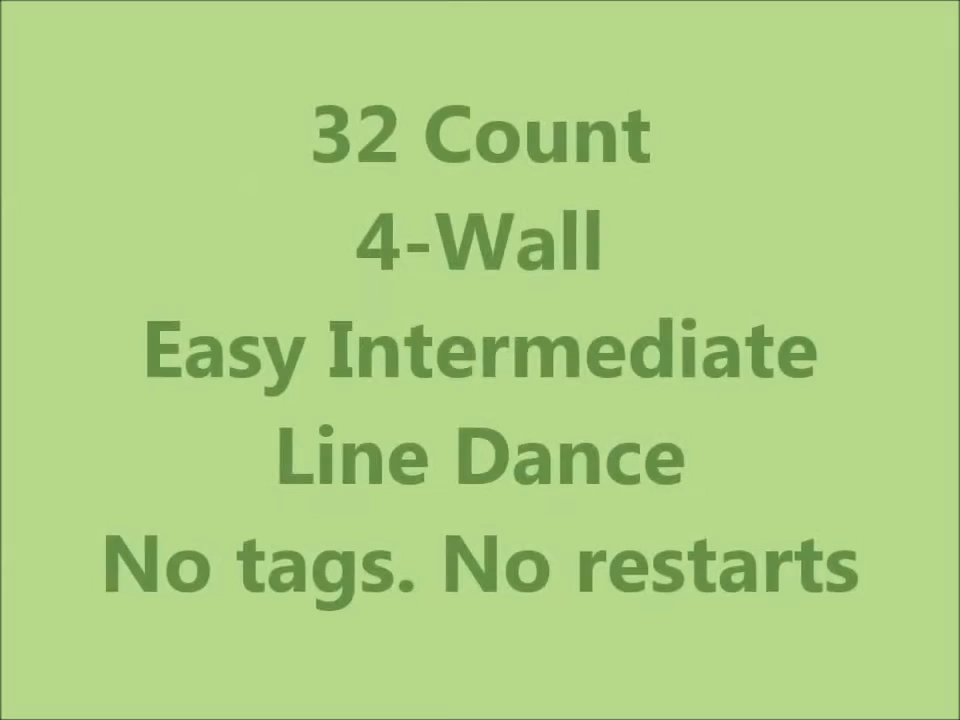 32 Count
4-Wall
Easy Intermediate
Line Dance
No tags. No restarts